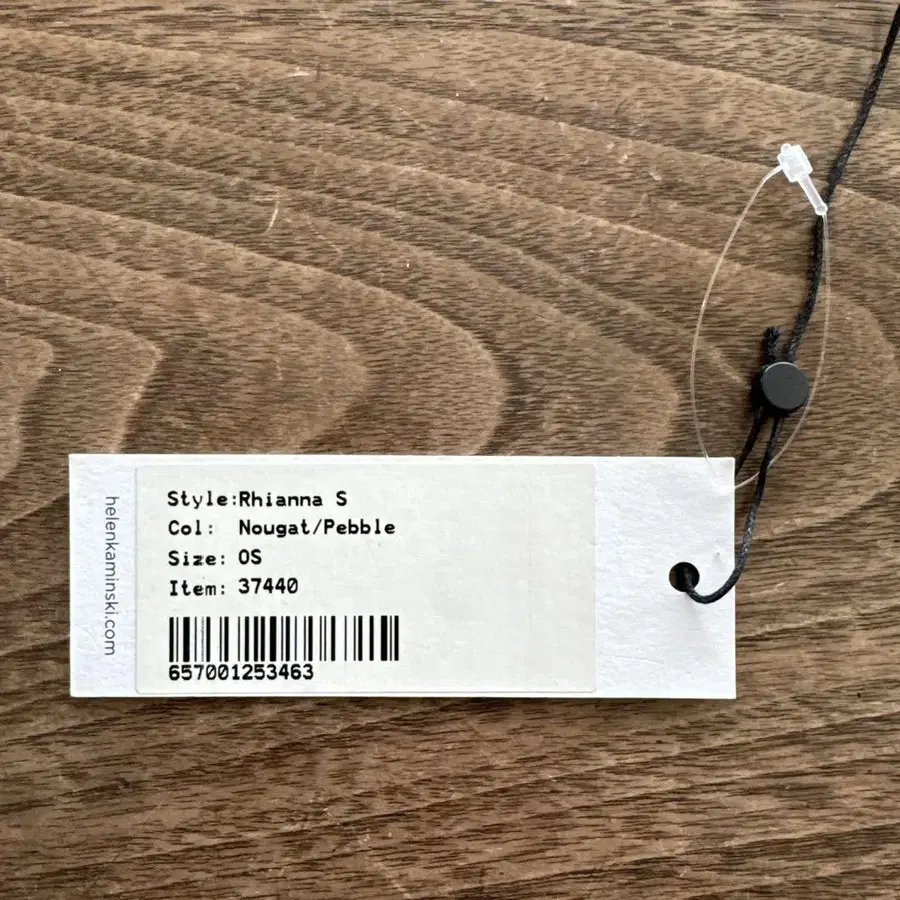 helenkaminski.com
Style:Rhianna S
Col: Nougat/Pebble
Size: OS
Item: 37440
657001253463